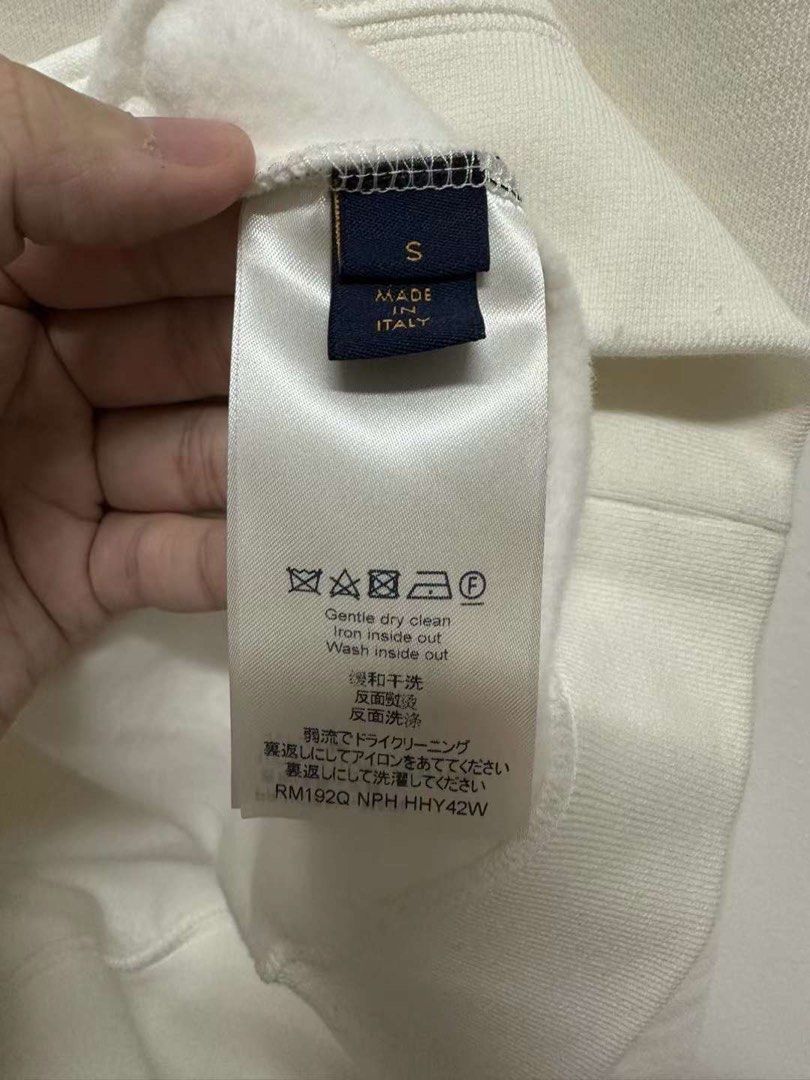 S
MADE
IN
ITALY
F
Gentle dry clean
Iron inside out
Wash inside out
缓和干洗
反面熨烫
反面洗涤
弱流でドライクリーニング
裏返しにしてアイロンをあててください
裏返しにして洗濯してください
RM192Q NPH HHY42W